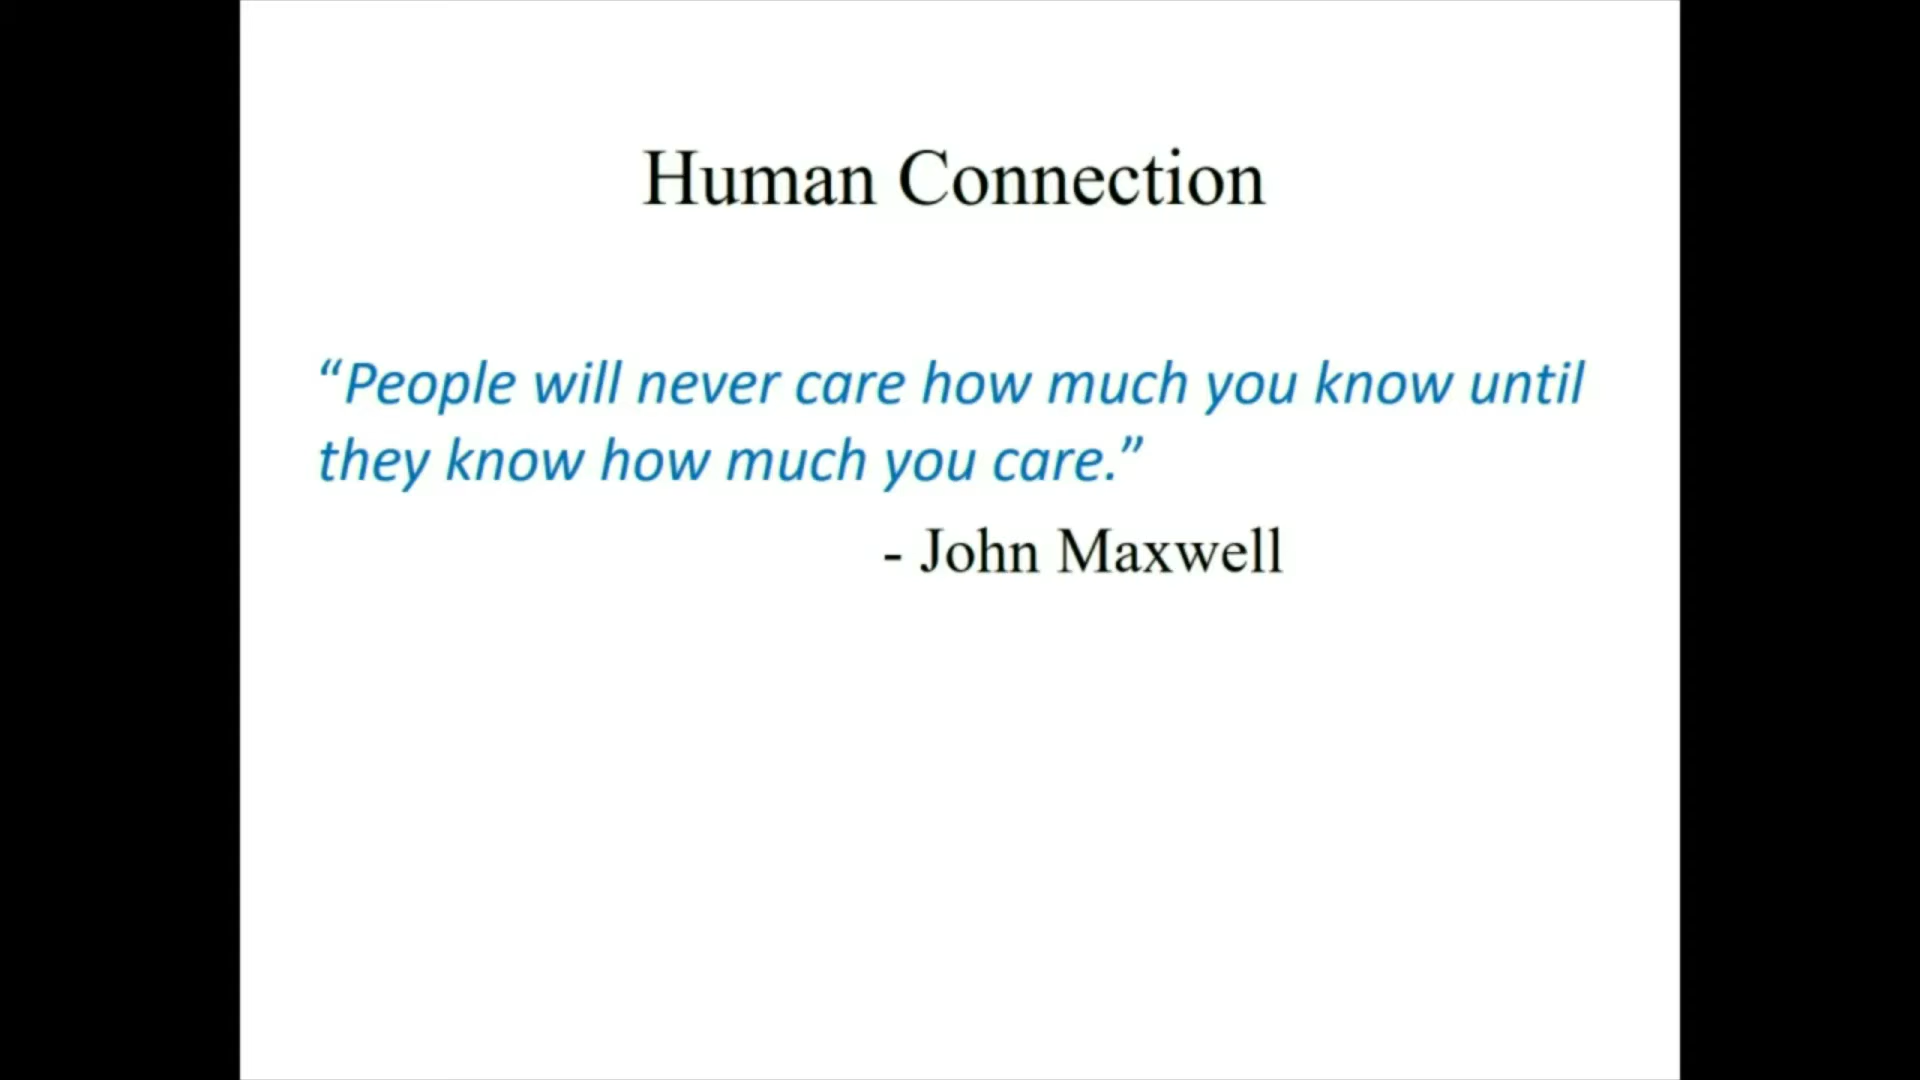 Human Connection
“People will never care how much you know until
they know how much you care.”
- John Maxwell